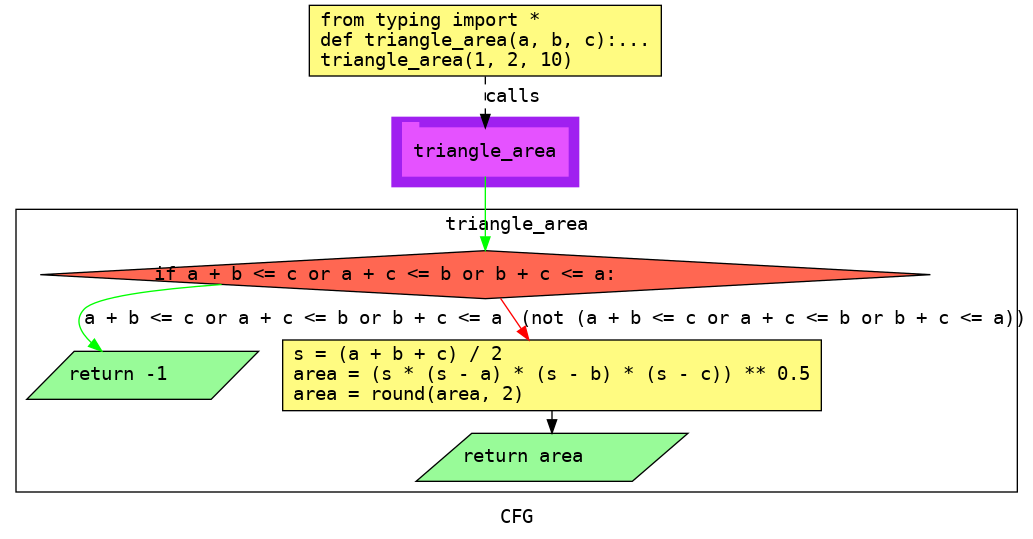 from typing import *
def triangle_area(a, b, c):...
triangle_area(1, 2, 10)
calls
triangle_area
triangle_area
if a + b <= c or a + c <= b or b + c <= a:
a + b <= c or a + c <= b or b + c <= a
(not (a + b <= c or a + c <= b or b + c <= a))
return -1
s = (a + b + c) / 2
area = (s * (s - a) * (s - b) * (s - c)) ** 0.5
area = round(area, 2)
return area
CFG